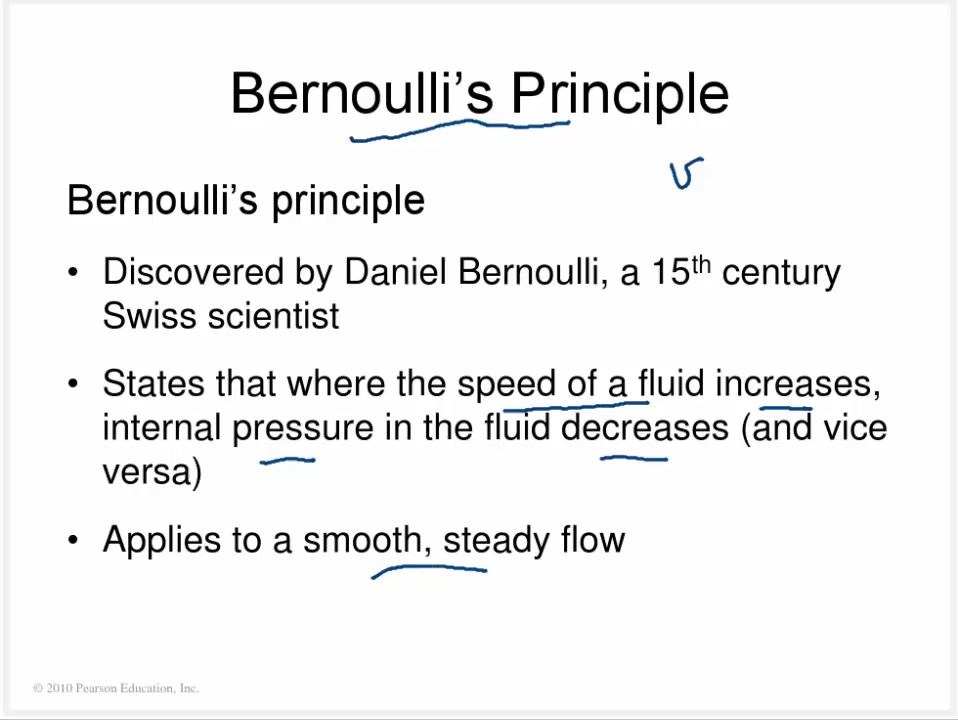 Bernoulli's Principle
v
Bernoulli's principle
• Discovered by Daniel Bernoulli, a 15th century
Swiss scientist
• States that where the speed of a fluid increases,
internal pressure in the fluid decreases (and vice
versa)
• Applies to a smooth, steady flow
© 2010 Pearson Education, Inc.